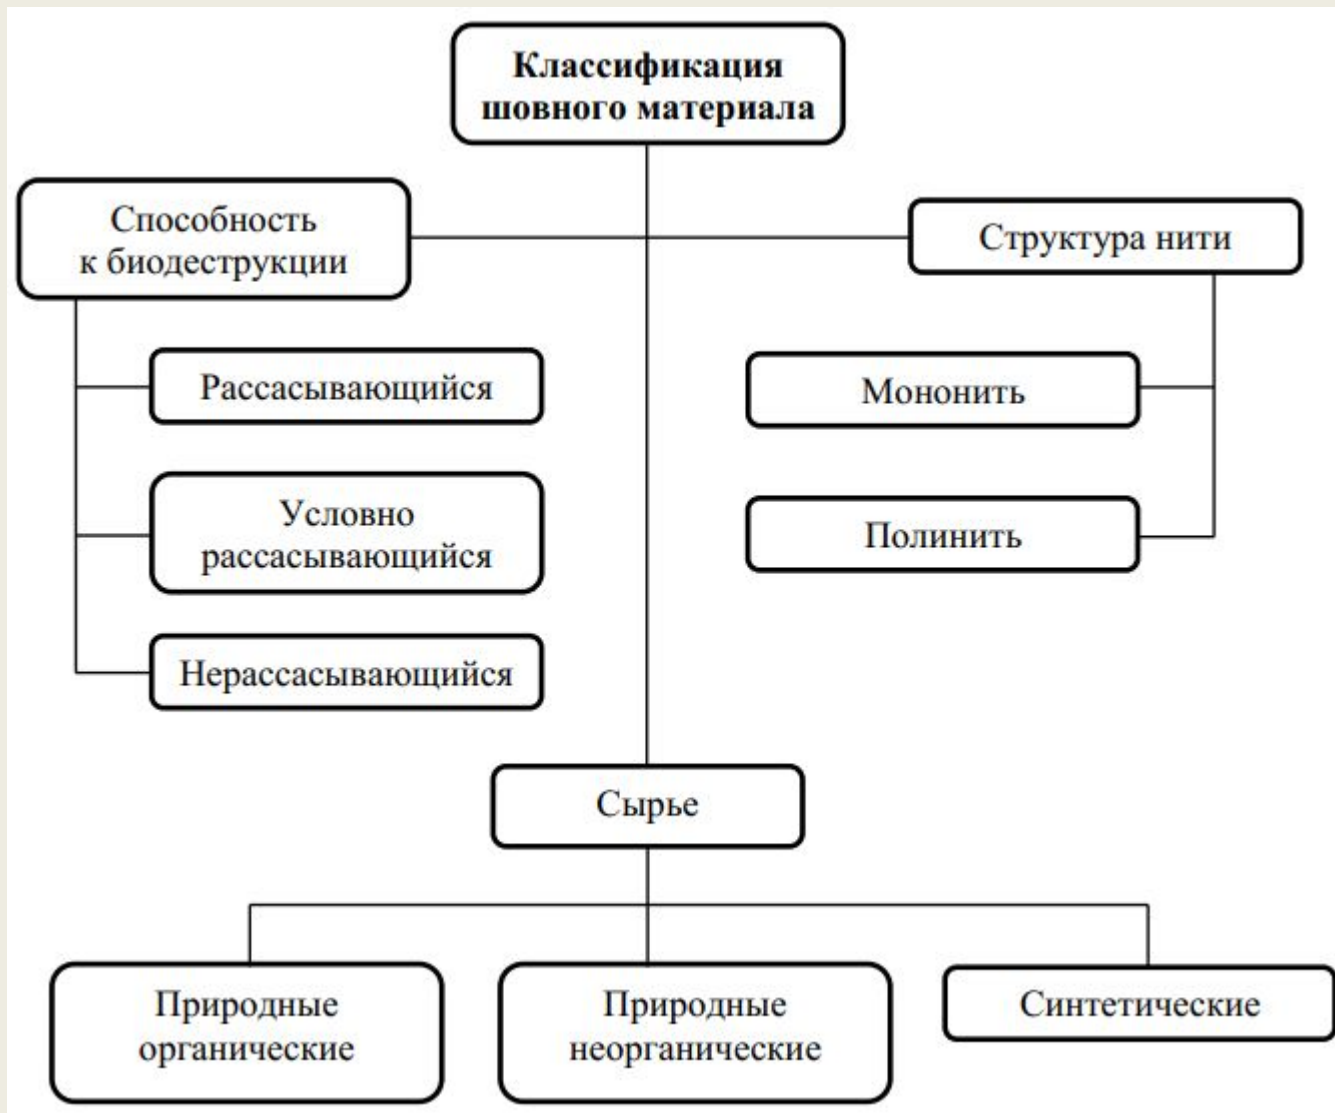 Классификация
шовного материала
Способность
к биодеструкции
Структура нити
Рассасывающийся
Мононить
Условно
рассасывающийся
Полинить
Нерассасывающийся
Сырье
Природные
органические
Природные
неорганические
Синтетические